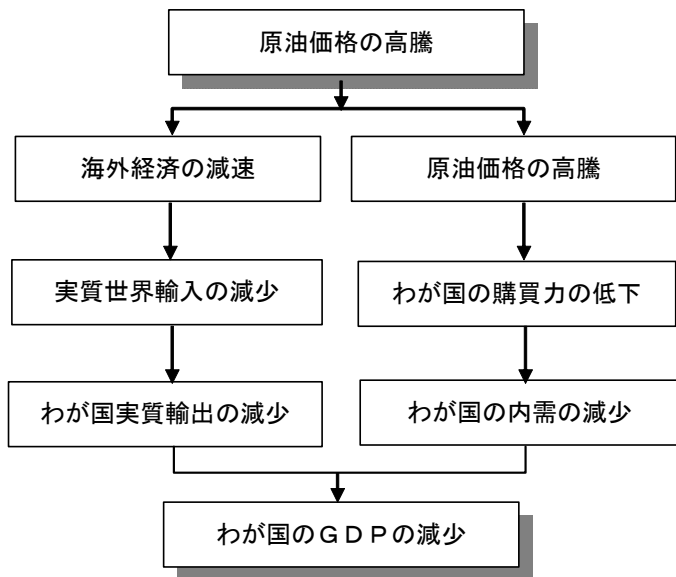 原油価格の高騰
海外経済の減速
原油価格の高騰
実質世界輸入の減少
わが国の購買力の低下
わが国実質輸出の減少
わが国の内需の減少
わが国のＧＤＰの減少